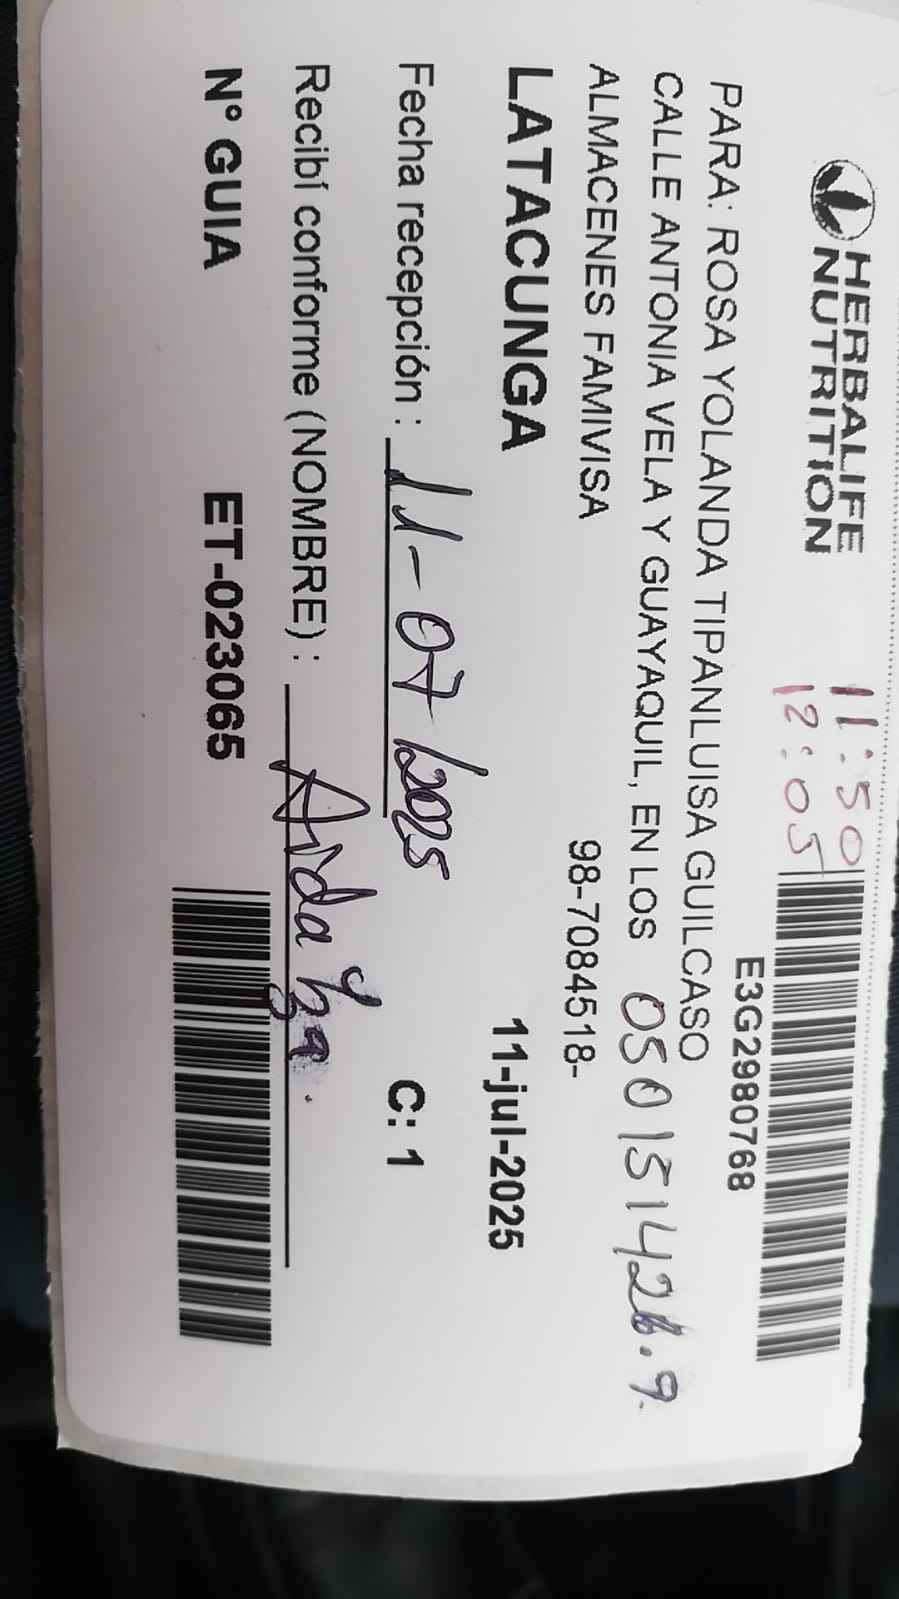 HERBALIFE
NUTRITION
11:50
12:05
E3G2980768
PARA: ROSA YOLANDA TIPANLUISA GUILCASO
CALLE ANTONIA VELA Y GUAYAQUIL, EN LOS
ALMACENES FAMIVISA
98-7084518-
LATACUNGA
11-jul-2025
Fecha recepción : 11-07/2025
C: 1
Recibí conforme (NOMBRE) : Aida
N° GUIA ET-023065